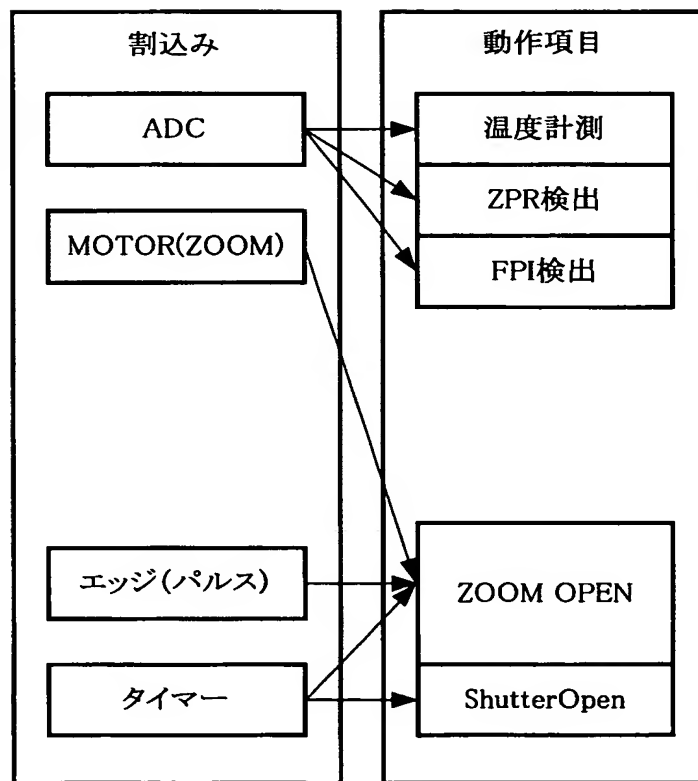 割込み
ADC
MOTOR(ZOOM)
エッジ(パルス)
タイマー
動作項目
温度計測
ZPR検出
FPI検出
ZOOM OPEN
ShutterOpen